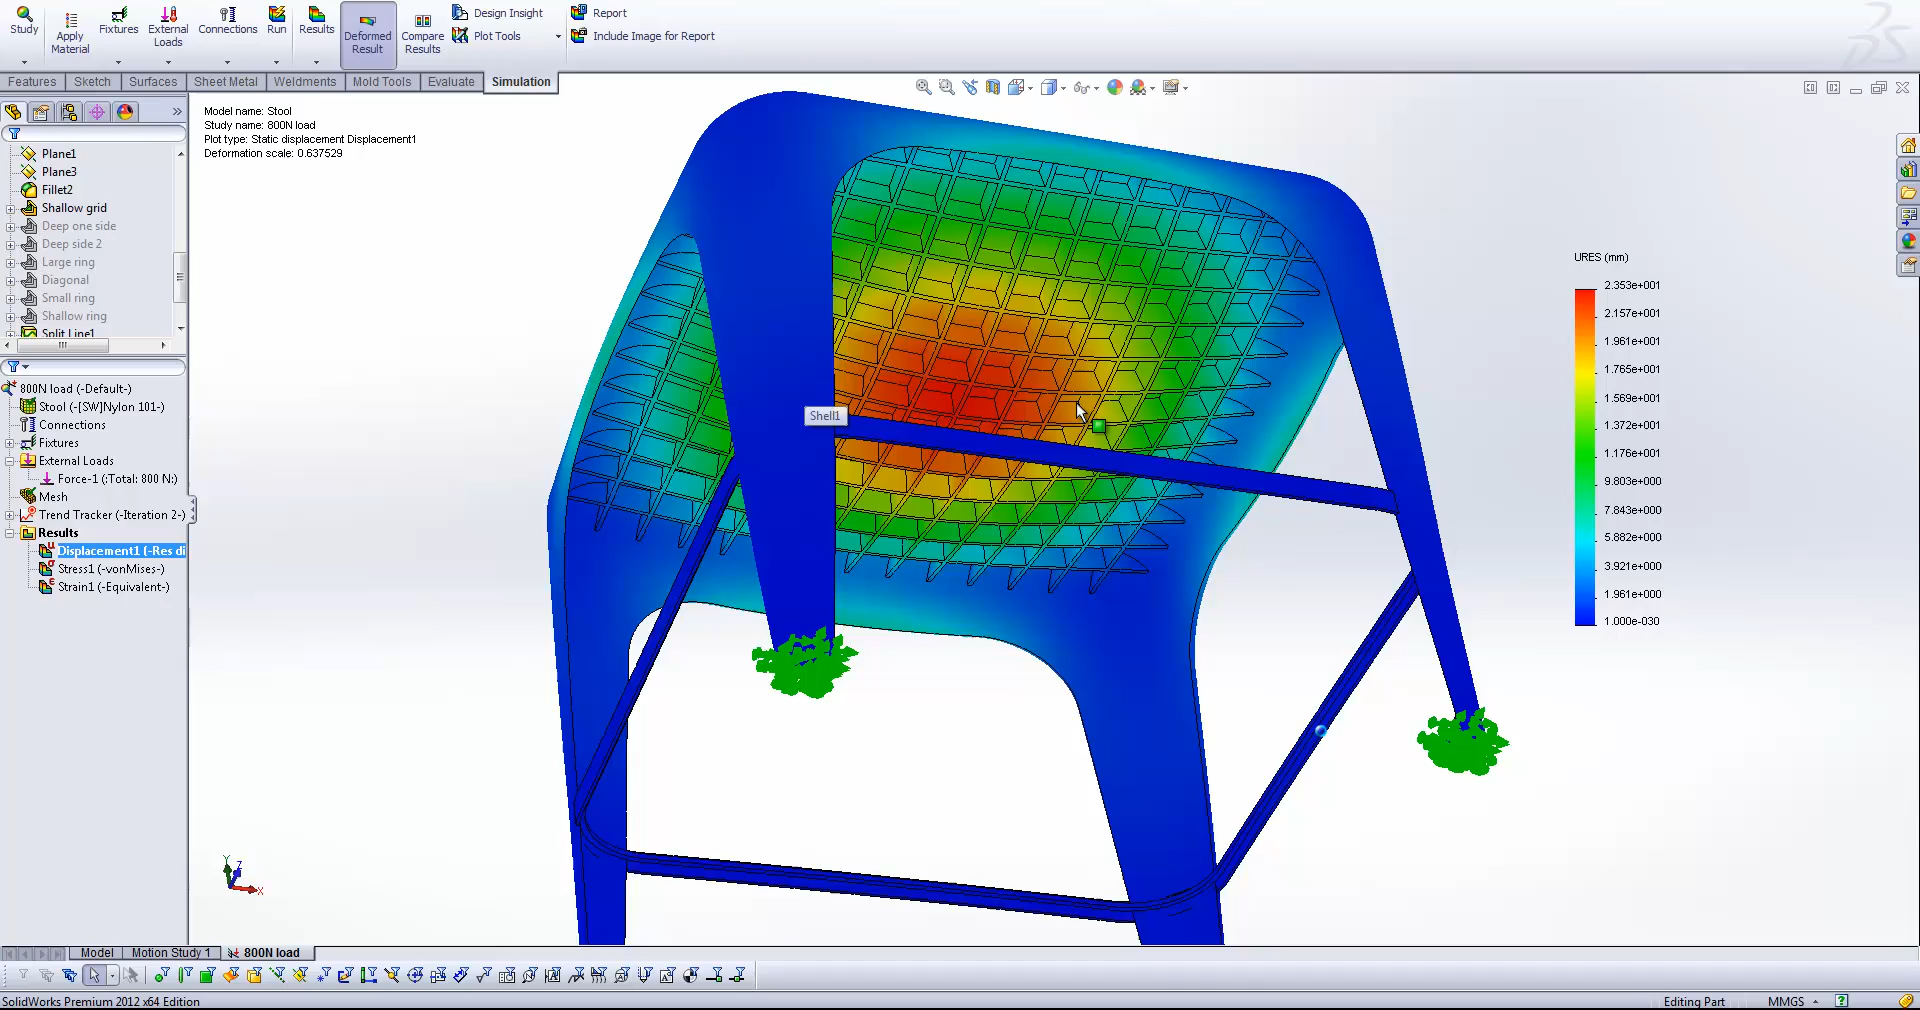 Study
Apply Material
Fixtures
External Loads
Connections
Run
Results
Deformed Result
Compare Results
Design Insight
Plot Tools
Report
Include Image for Report
Features
Sketch
Surfaces
Sheet Metal
Weldments
Mold Tools
Evaluate
Simulation
Model name: Stool
Study name: 800N load
Plot type: Static displacement Displacement1
Deformation scale: 0.637529
Plane1
Plane3
Fillet2
Shallow grid
Deep one side
Deep side 2
Large ring
Diagonal
Small ring
Shallow ring
Split Line1
800N load (-Default-)
Stool (-[SW]Nylon 101-)
Connections
Fixtures
External Loads
Force-1 (:Total: 800 N:)
Mesh
Trend Tracker (-Iteration 2-)
Results
Displacement1 (-Res di
Stress1 (-vonMises-)
Strain1 (-Equivalent-)
Shell1
URES (mm)
2.353e+001
2.157e+001
1.961e+001
1.765e+001
1.569e+001
1.372e+001
1.176e+001
9.803e+000
7.843e+000
5.882e+000
3.921e+000
1.961e+000
1.000e-030
Y
Z
X
Model
Motion Study 1
800N load
SolidWorks Premium 2012 x64 Edition
Editing Part
MMGS